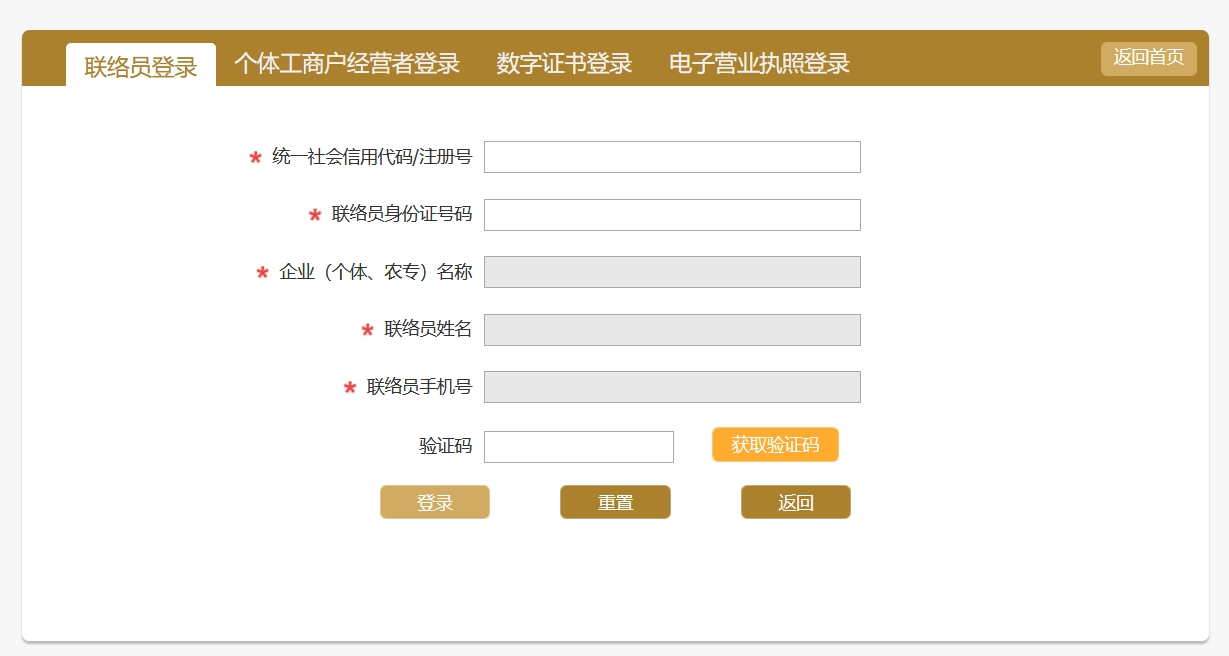 联络员登录 个体工商户经营者登录 数字证书登录 电子营业执照登录 返回首页
* 统一社会信用代码/注册号
* 联络员身份证号码
* 企业（个体、农专）名称
* 联络员姓名
* 联络员手机号
验证码 获取验证码
登录 重置 返回